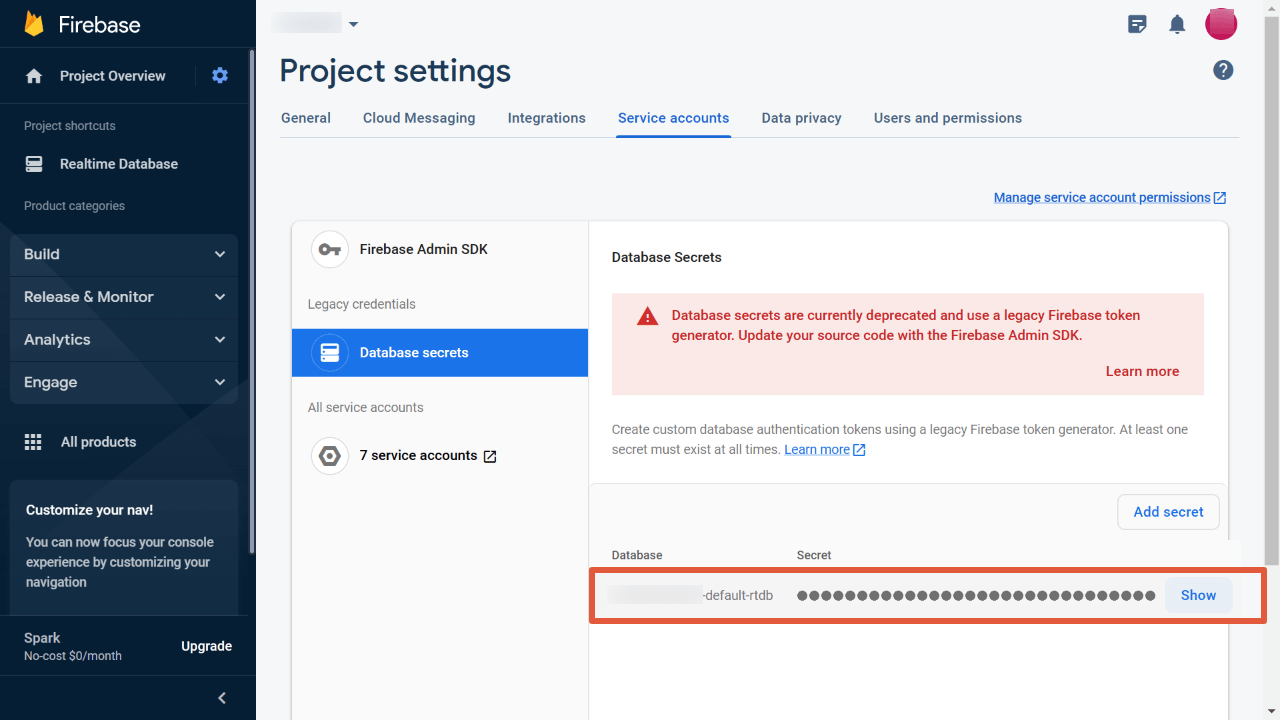 Firebase
Project Overview
Project shortcuts
Realtime Database
Product categories
Build
Release & Monitor
Analytics
Engage
All products
Customize your nav!
You can now focus your console
experience by customizing your
navigation
Spark
No-cost $0/month
Upgrade
Project settings
General
Cloud Messaging
Integrations
Service accounts
Data privacy
Users and permissions
Manage service account permissions
Firebase Admin SDK
Legacy credentials
Database secrets
All service accounts
7 service accounts
Database Secrets
Database secrets are currently deprecated and use a legacy Firebase token
generator. Update your source code with the Firebase Admin SDK.
Learn more
Create custom database authentication tokens using a legacy Firebase token generator. At least one
secret must exist at all times. Learn more
Add secret
Database
Secret
-default-rtdb
●●●●●●●●●●●●●●●●●●●●●●●●●●●●●●
Show